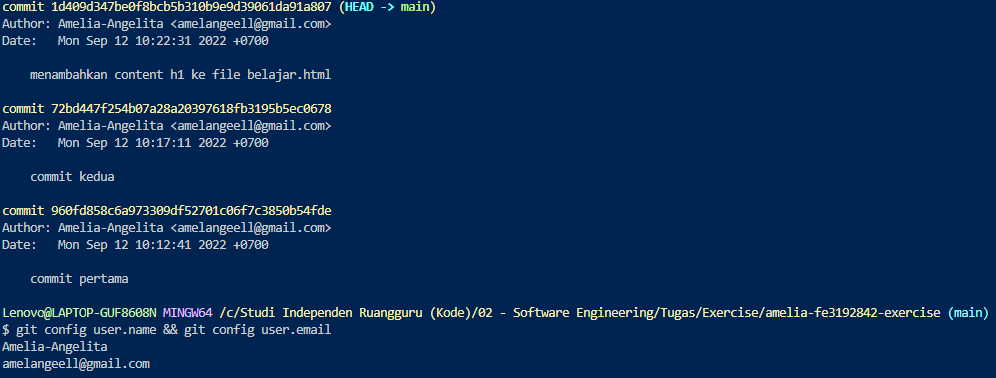 commit 1d409d347be0f8bcb5b310b9e9d39061da91a807 (HEAD -> main)
Author: Amelia-Angelita <amelangeell@gmail.com>
Date:   Mon Sep 12 10:22:31 2022 +0700
    menambahkan content h1 ke file belajar.html
commit 72bd447f254b07a28a20397618fb3195b5ec0678
Author: Amelia-Angelita <amelangeell@gmail.com>
Date:   Mon Sep 12 10:17:11 2022 +0700
    commit kedua
commit 960fd858c6a973309df52701c06f7c3850b54fde
Author: Amelia-Angelita <amelangeell@gmail.com>
Date:   Mon Sep 12 10:12:41 2022 +0700
    commit pertama
Lenovo@LAPTOP-GUF8608N MINGW64 /c/Studi Independen Ruangguru (Kode)/02 - Software Engineering/Tugas/Exercise/amelia-fe3192842-exercise (main)
$ git config user.name && git config user.email
Amelia-Angelita
amelangeell@gmail.com